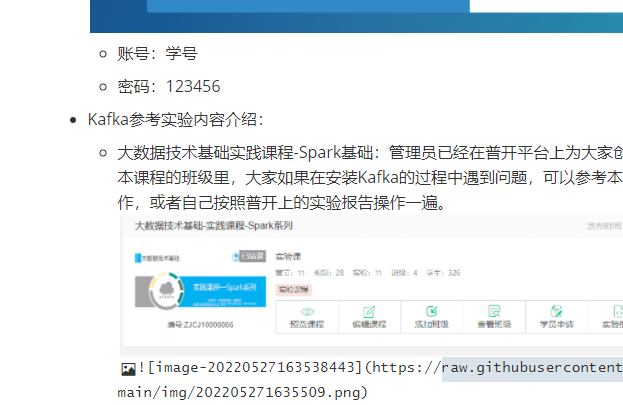 账号：学号
密码：123456
Kafka参考实验内容介绍：
大数据技术基础实践课程-Spark基础：管理员已经在普开平台上为大家创
本课程的班级里，大家如果在安装Kafka的过程中遇到问题，可以参考本
作，或者自己按照普开上的实验报告操作一遍。
大数据技术基础-实践课程-Spark系列 发布时间
大数据技术基础 已结课 实验课
章节：11 视频：28 实验：11 班级：4 学生：326
实践课程—Spark系列 实验课程
编号:ZJCJ10000066 预览课程 编辑课程 添加班级 查看班级 学员申请 实验
![image-20220527163538443](https://raw.githubusercontent
main/img/202205271635509.png)